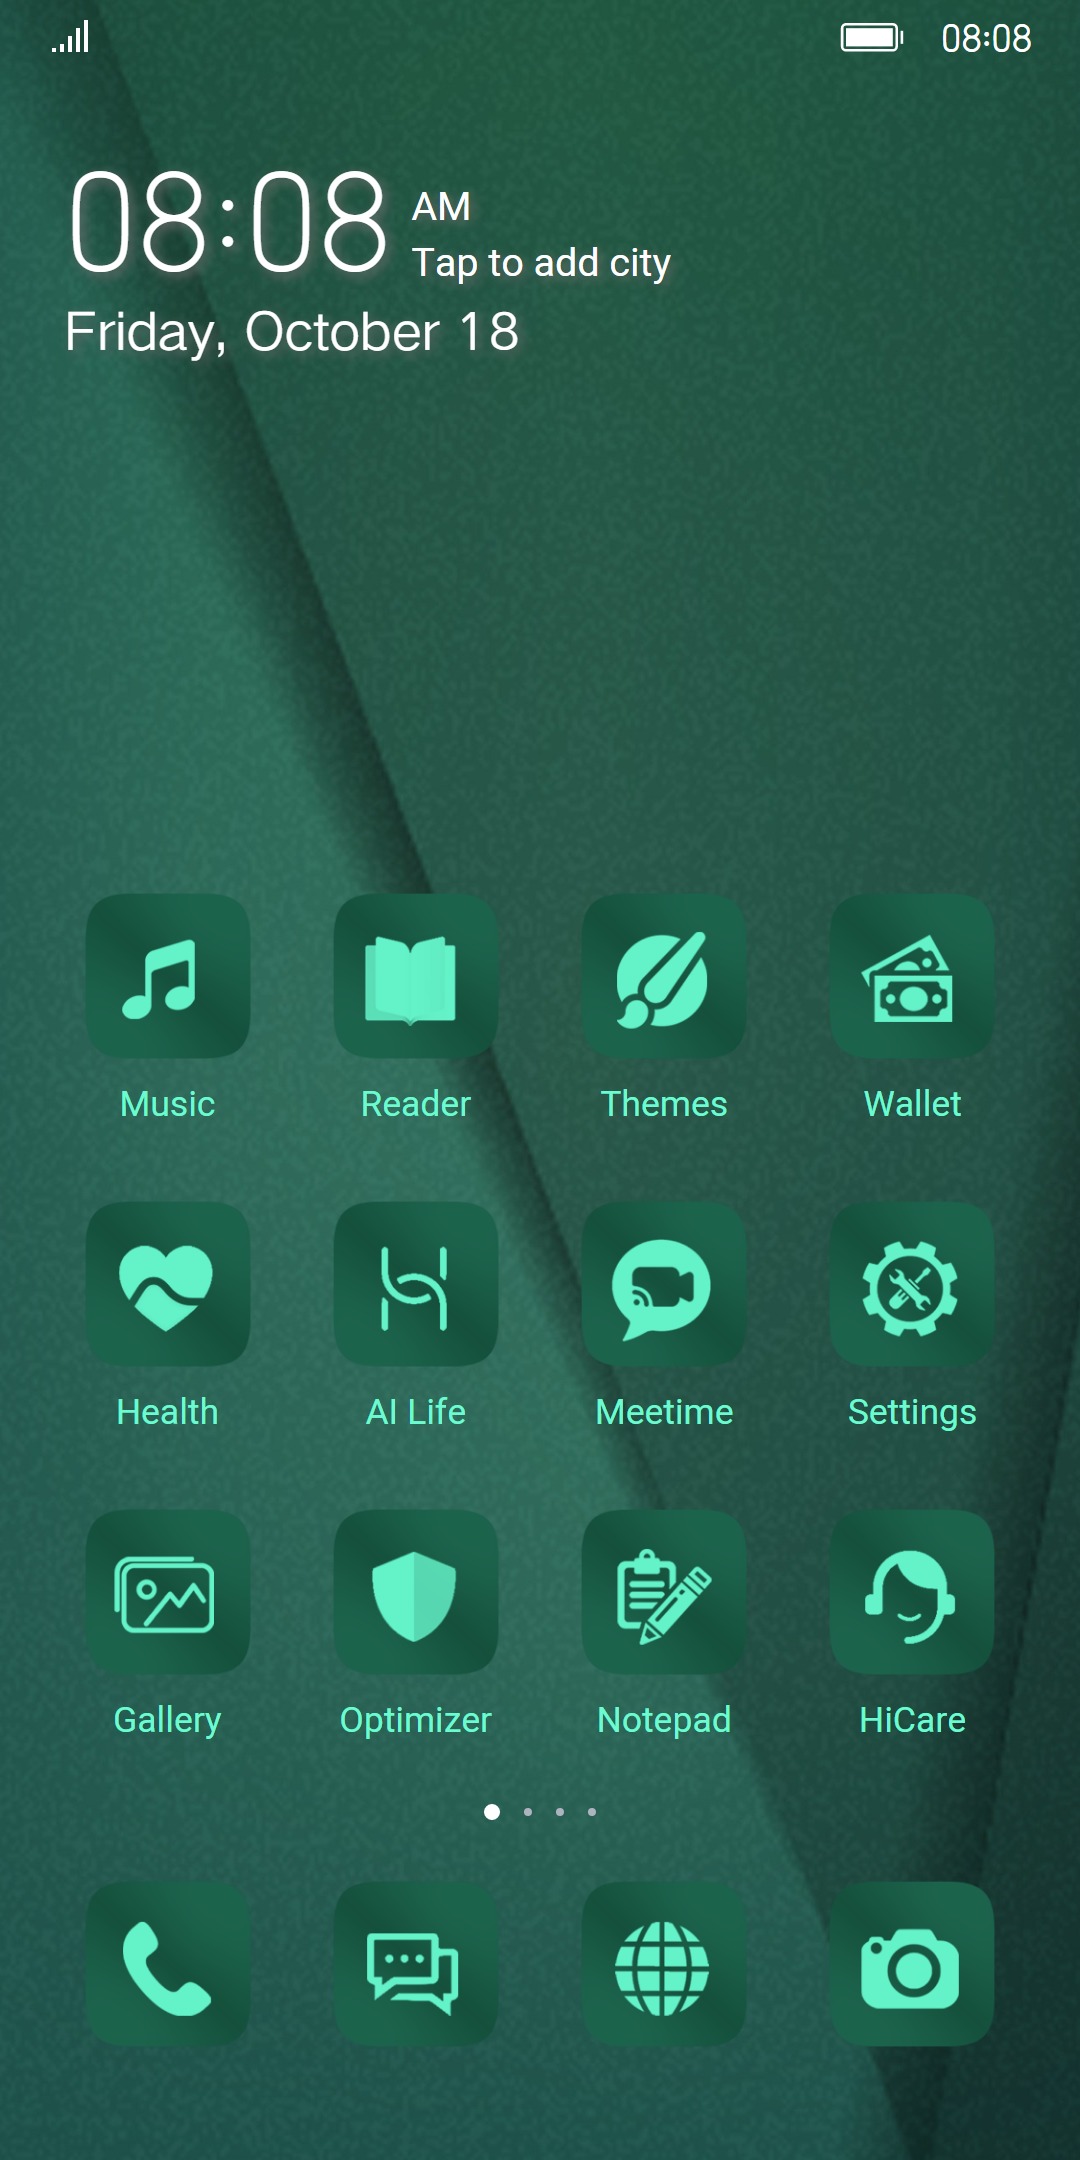 08:08
08:08 AM
Tap to add city
Friday, October 18
Music Reader Themes Wallet
Health AI Life Meetime Settings
Gallery Optimizer Notepad HiCare